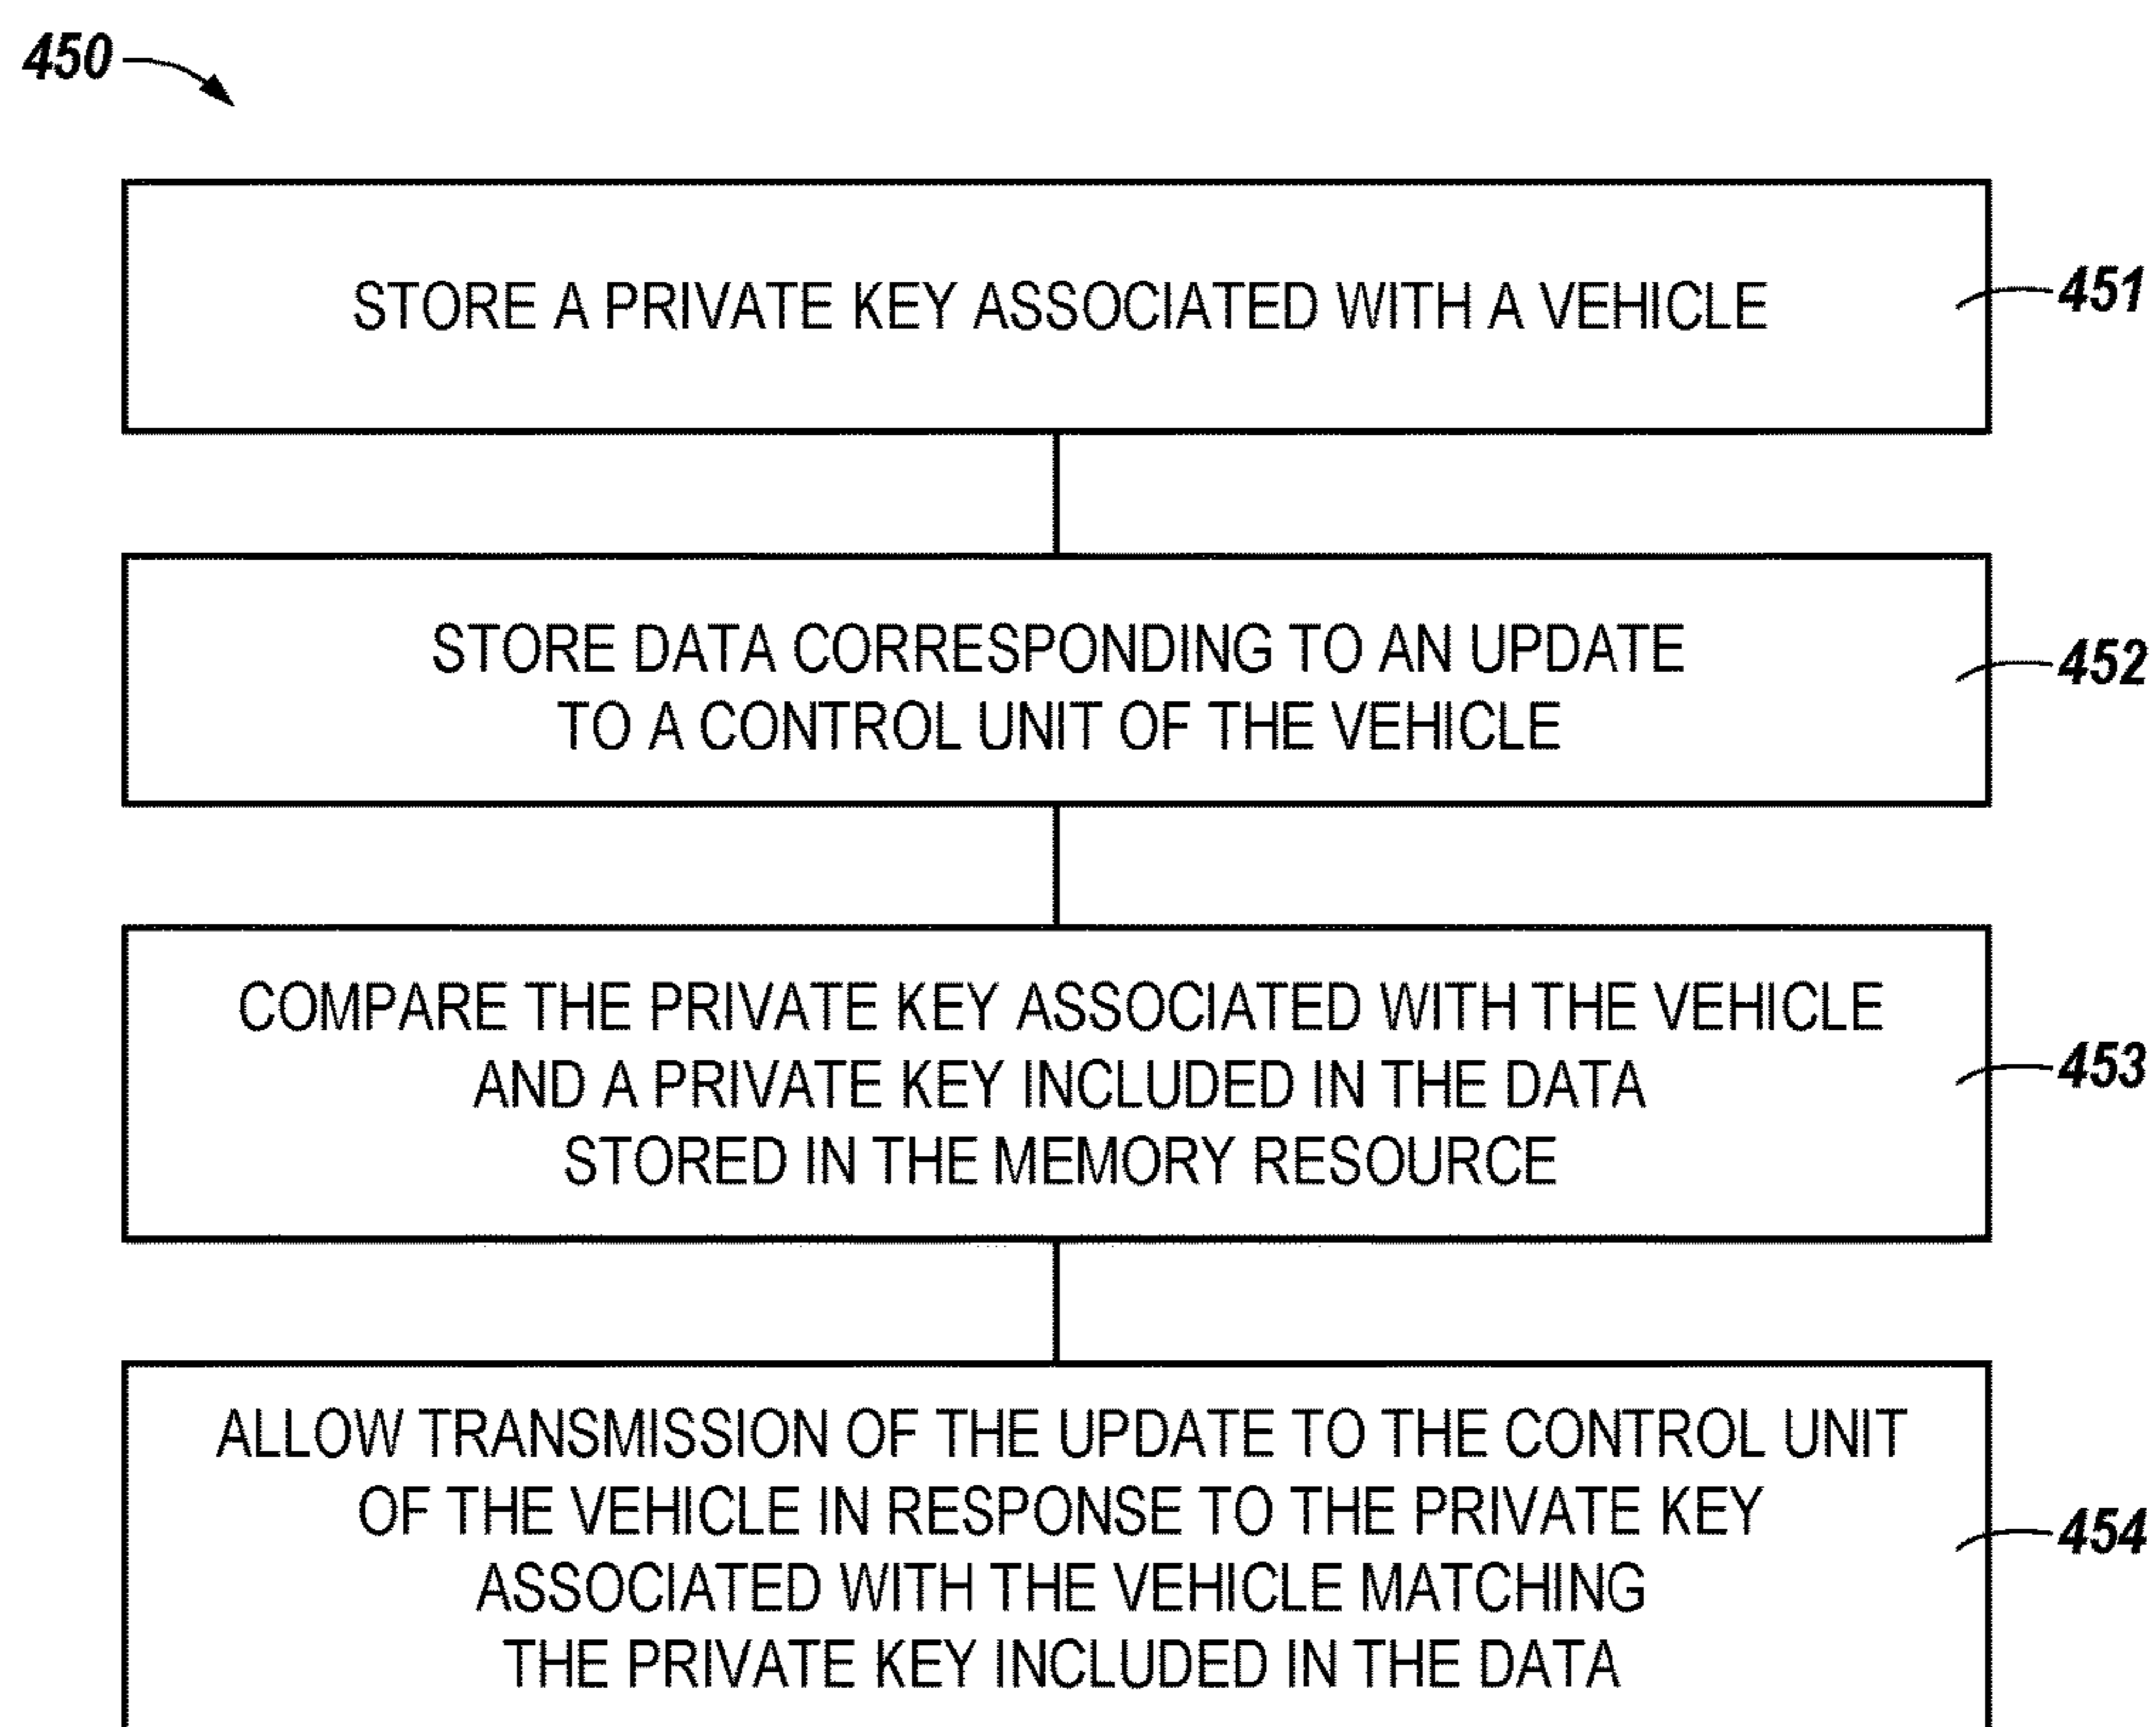 450
STORE A PRIVATE KEY ASSOCIATED WITH A VEHICLE
451
STORE DATA CORRESPONDING TO AN UPDATE
TO A CONTROL UNIT OF THE VEHICLE
452
COMPARE THE PRIVATE KEY ASSOCIATED WITH THE VEHICLE
AND A PRIVATE KEY INCLUDED IN THE DATA
STORED IN THE MEMORY RESOURCE
453
ALLOW TRANSMISSION OF THE UPDATE TO THE CONTROL UNIT
OF THE VEHICLE IN RESPONSE TO THE PRIVATE KEY
ASSOCIATED WITH THE VEHICLE MATCHING
THE PRIVATE KEY INCLUDED IN THE DATA
454